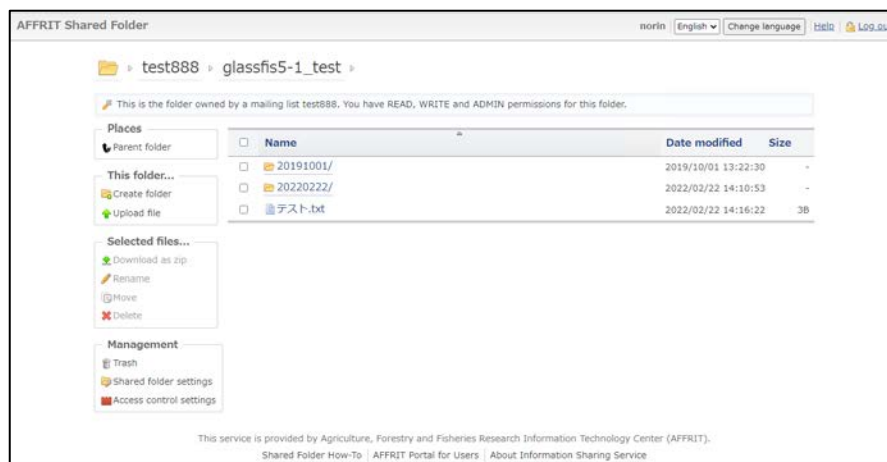 AFFRIT Shared Folder
norin English Change language Help Log ou
test888 glassfis5-1_test
This is the folder owned by a mailing list test888. You have READ, WRITE and ADMIN permissions for this folder.
Places
Parent folder
This folder...
Create folder
Upload file
Selected files...
Download as zip
Rename
Move
Delete
Management
Trash
Shared folder settings
Access control settings
Name Date modified Size
20191001/ 2019/10/01 13:22:30 -
20220222/ 2022/02/22 14:10:53 -
テスト.txt 2022/02/22 14:16:22 3B
This service is provided by Agriculture, Forestry and Fisheries Research Information Technology Center (AFFRIT).
Shared Folder How-To | AFFRIT Portal for Users | About Information Sharing Service